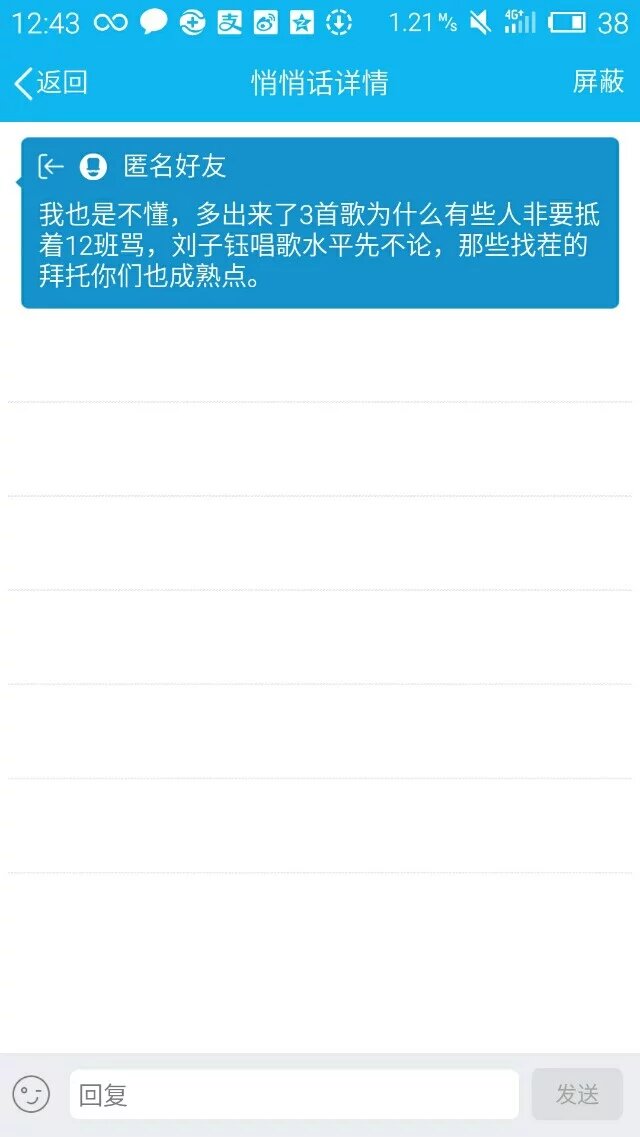 12:43 支 1.21 M/s 4G+ 38
返回 悄悄话详情 屏蔽
匿名好友
我也是不懂，多出来了3首歌为什么有些人非要抵
着12班骂，刘子钰唱歌水平先不论，那些找茬的
拜托你们也成熟点。
回复 发送